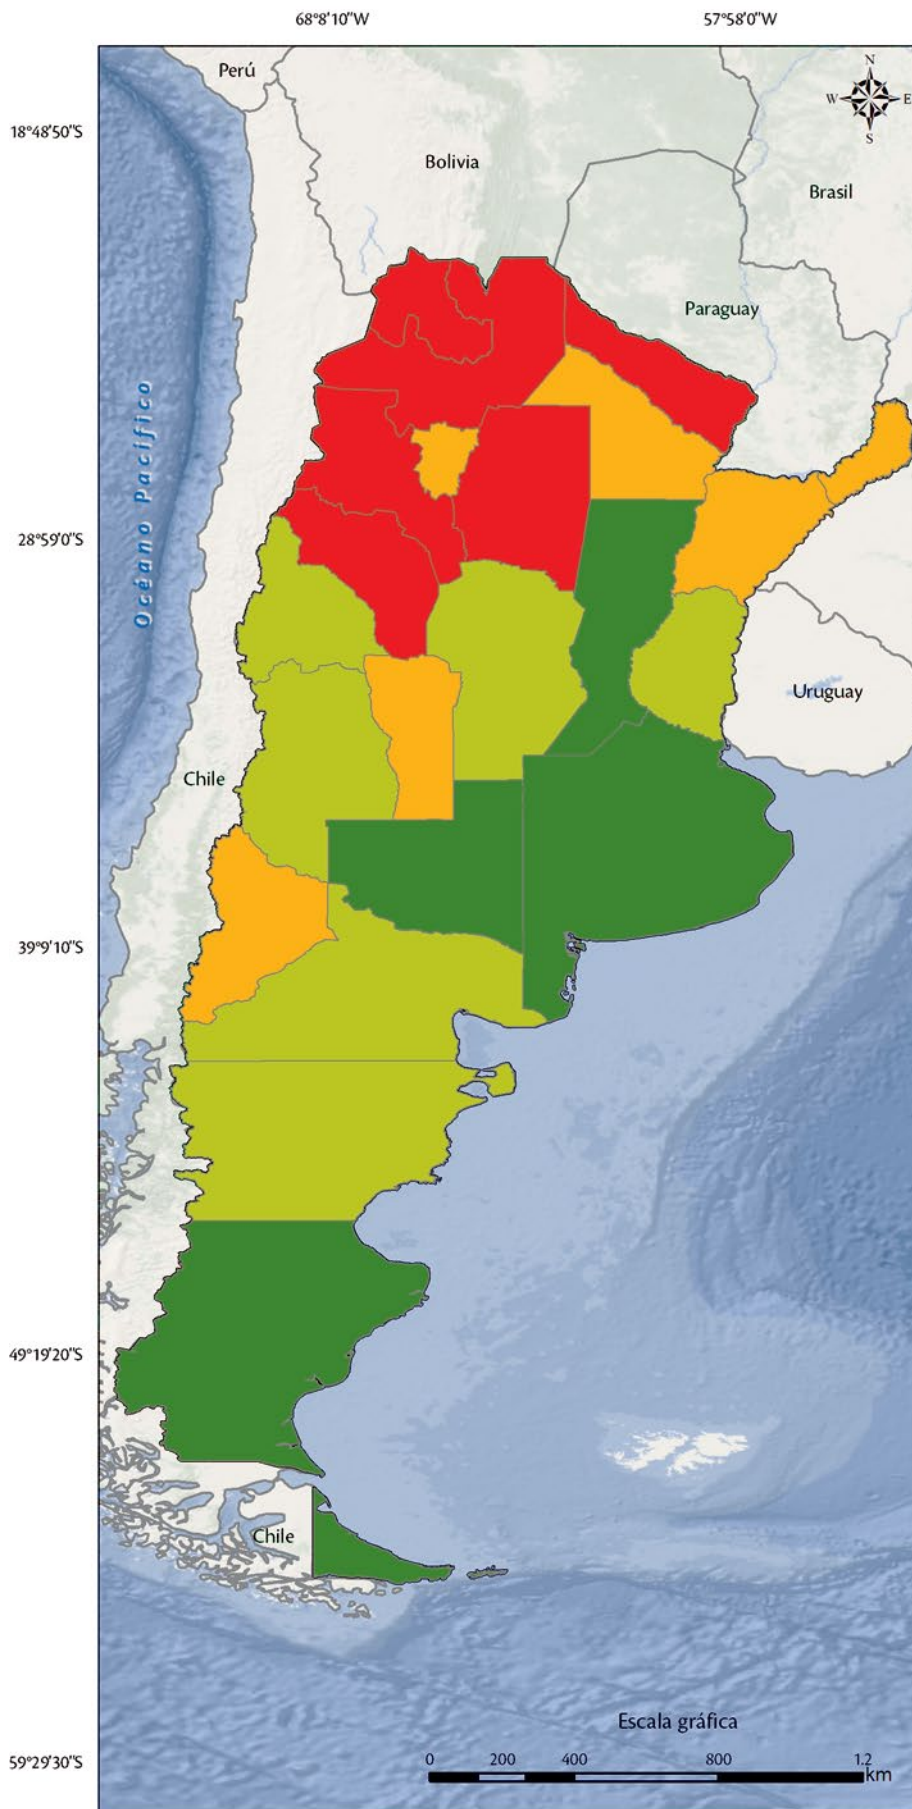 68°8'10"W
57°58'0"W
Perú
N
W
E
S
18°48'50"S
Bolivia
Brasil
Paraguay
Océano Pacífico
28°59'0"S
Uruguay
Chile
39°9'10"S
49°19'20"S
Chile
Escala gráfica
59°29'30"S
0
200
400
800
1.2
km